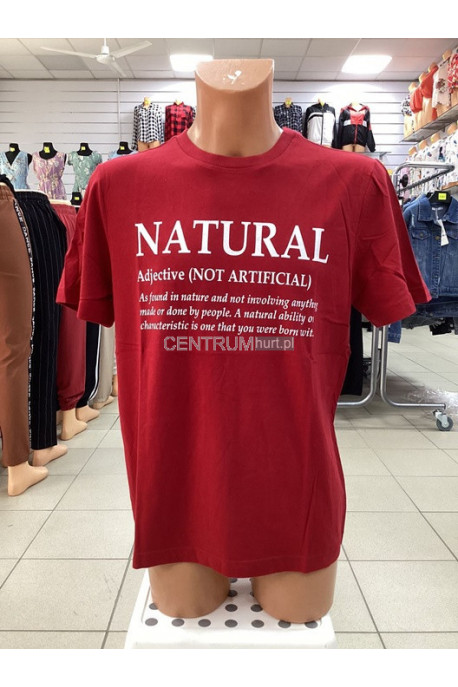 NATURAL
Adjective (NOT ARTIFICIAL)
As found in nature and not involving
made or done by people. A natural ability
characteristic is one that you were born
CENTRUMhurt.pl